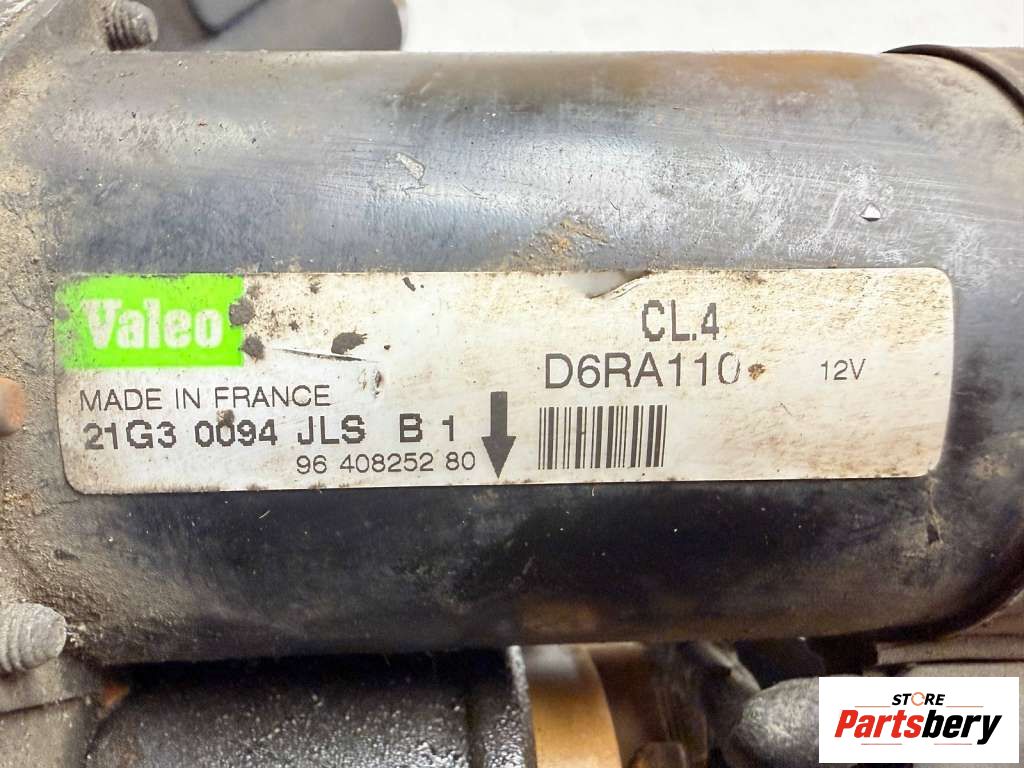 Valeo
CL.4
D6RA110 12V
MADE IN FRANCE
21G3 0094 JLS B 1
96 408252 80
STORE
Partsbery